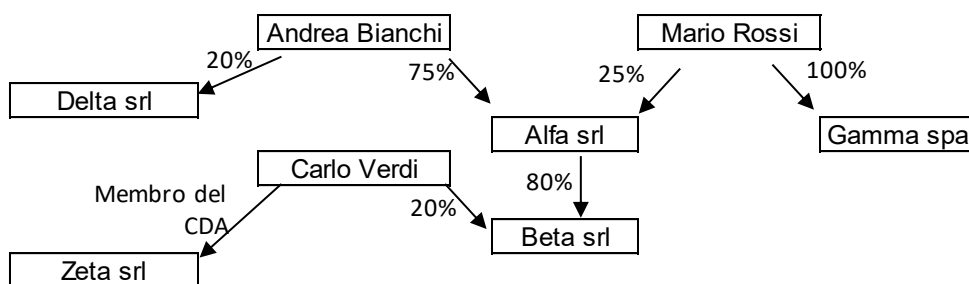 Andrea Bianchi
Mario Rossi
20%
75%
25%
100%
Delta srl
Alfa srl
Gamma spa
Carlo Verdi
80%
Membro del
CDA
20%
Beta srl
Zeta srl